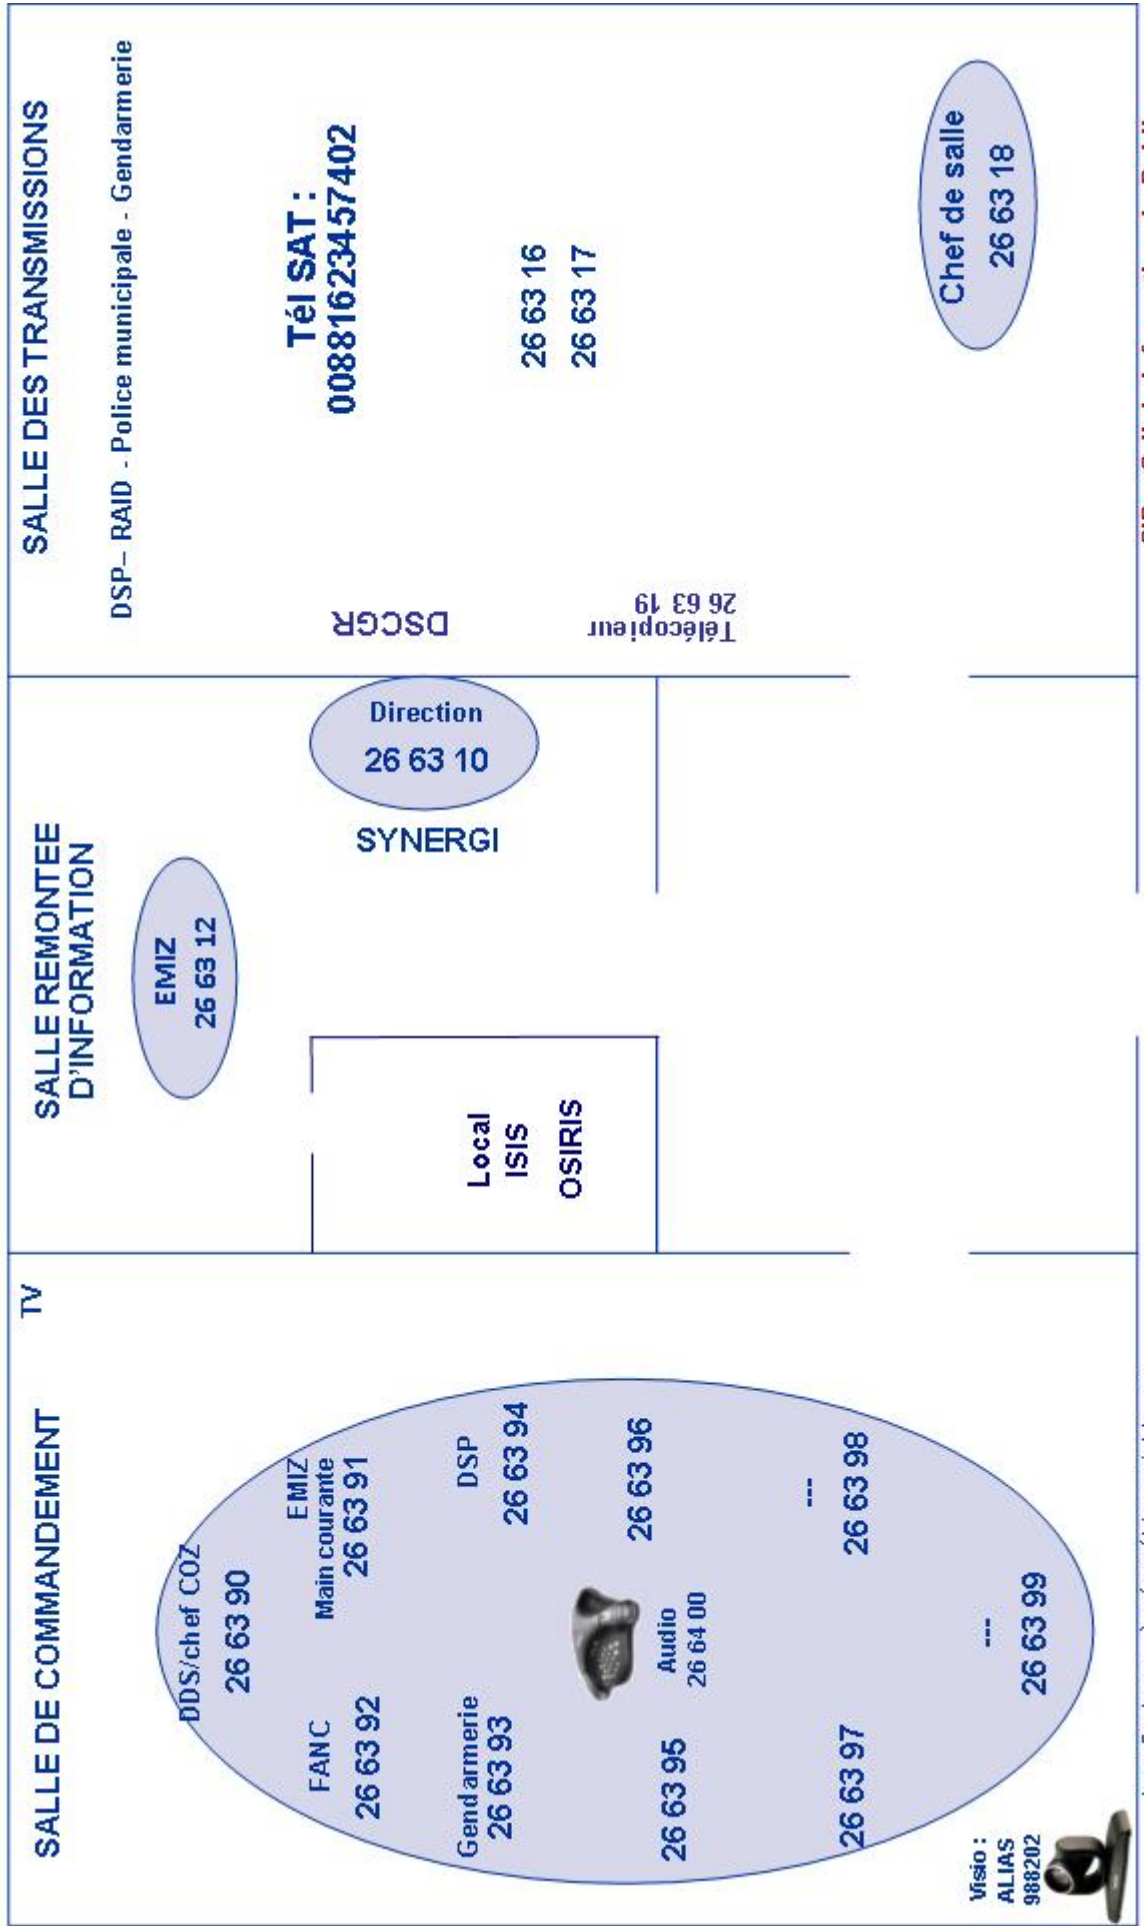 SALLE DE COMMANDEMENT
TV
DDS/chef COZ
26 63 90
EMIZ
Main courante
26 63 91
FANC
26 63 92
Gendarmerie
26 63 93
DSP
26 63 94
Audio
26 64 00
26 63 95
26 63 96
26 63 97
---
26 63 98
---
26 63 99
Visio :
ALIAS
988202
SALLE REMONTEE
D'INFORMATION
EMIZ
26 63 12
Direction
26 63 10
SYNERGI
Local
ISIS
OSIRIS
SALLE DES TRANSMISSIONS
DSP– RAID - Police municipale - Gendarmerie
Tél SAT :
00881623457402
DSCGR
26 63 16
26 63 17
Télécopieur
26 63 19
Chef de salle
26 63 18